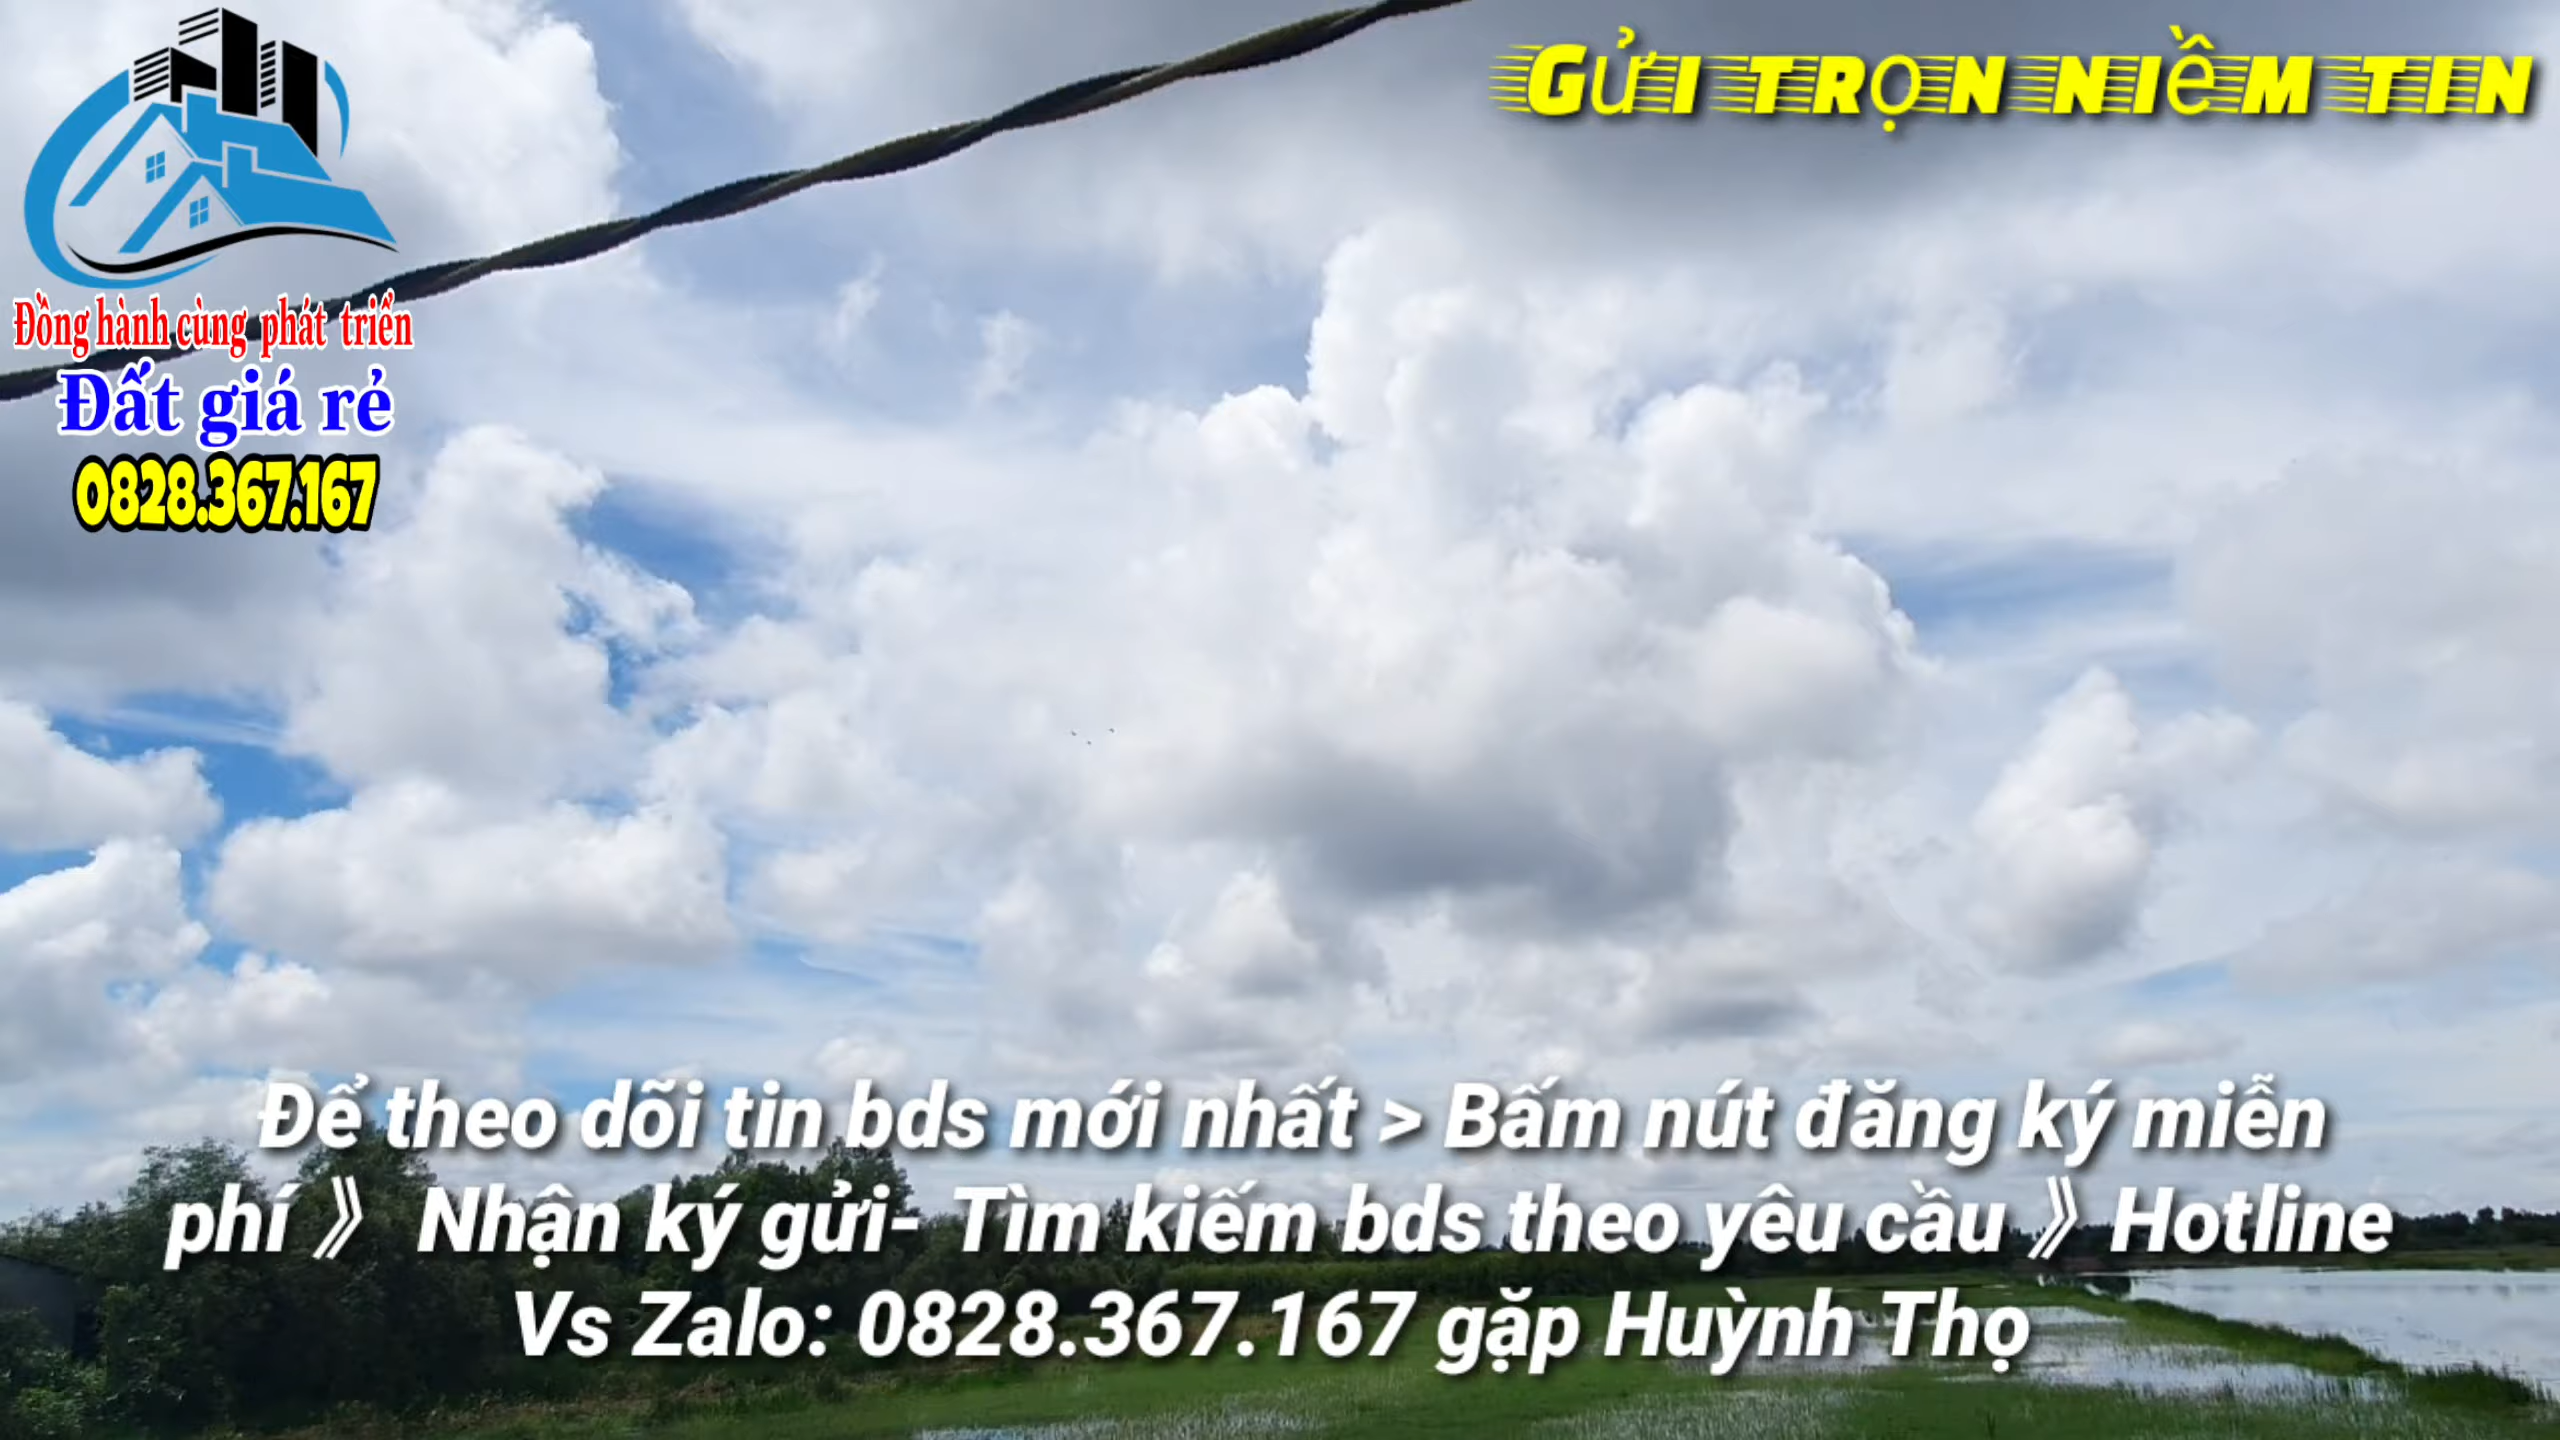 GỬI TRỌN NIỀM TIN
Đồng hành cùng phát triển
Đất giá rẻ
0828.367.167
Để theo dõi tin bds mới nhất > Bấm nút đăng ký miễn
phí 》 Nhận ký gửi- Tìm kiếm bds theo yêu cầu 》Hotline
Vs Zalo: 0828.367.167 gặp Huỳnh Thọ